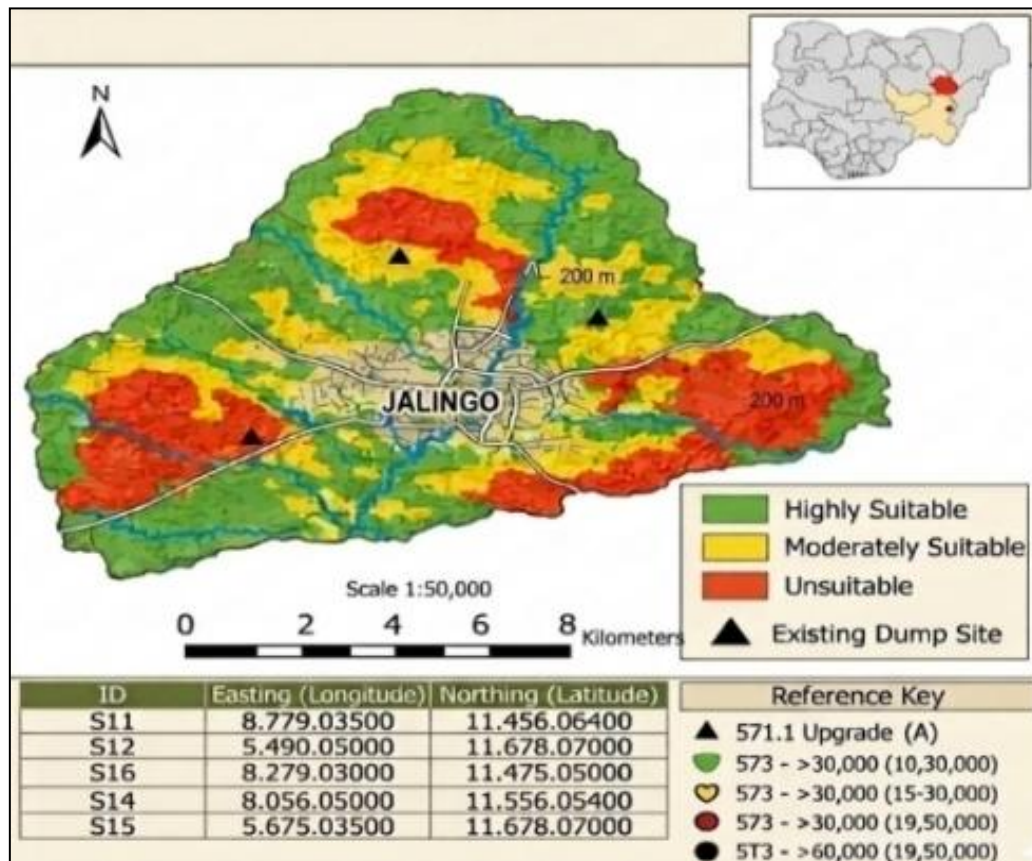 N
200 m
200 m
JALINGO
Highly Suitable
Moderately Suitable
Unsuitable
Existing Dump Site
Scale 1:50,000
0 2 4 6 8 Kilometers
ID Easting (Longitude) Northing (Latitude)
S11 8.779.03500 11.456.06400
S12 5.490.05000 11.678.07000
S16 8.279.03000 11.475.05000
S14 8.056.05000 11.556.05400
S15 5.675.03500 11.678.07000
Reference Key
571.1 Upgrade (A)
573 - >30,000 (10,30,000)
573 - >30,000 (15-30,000)
573 - >30,000 (19,50,000)
5T3 - >60,000 (19,50,000)